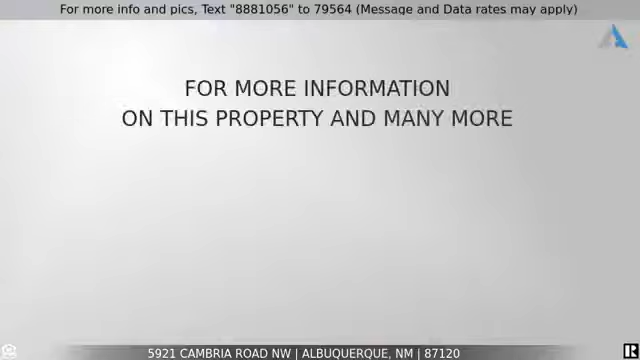 For more info and pics, Text "8881056" to 79564 (Message and Data rates may apply)
FOR MORE INFORMATION
ON THIS PROPERTY AND MANY MORE
5921 CAMBRIA ROAD NW | ALBUQUERQUE, NM | 87120